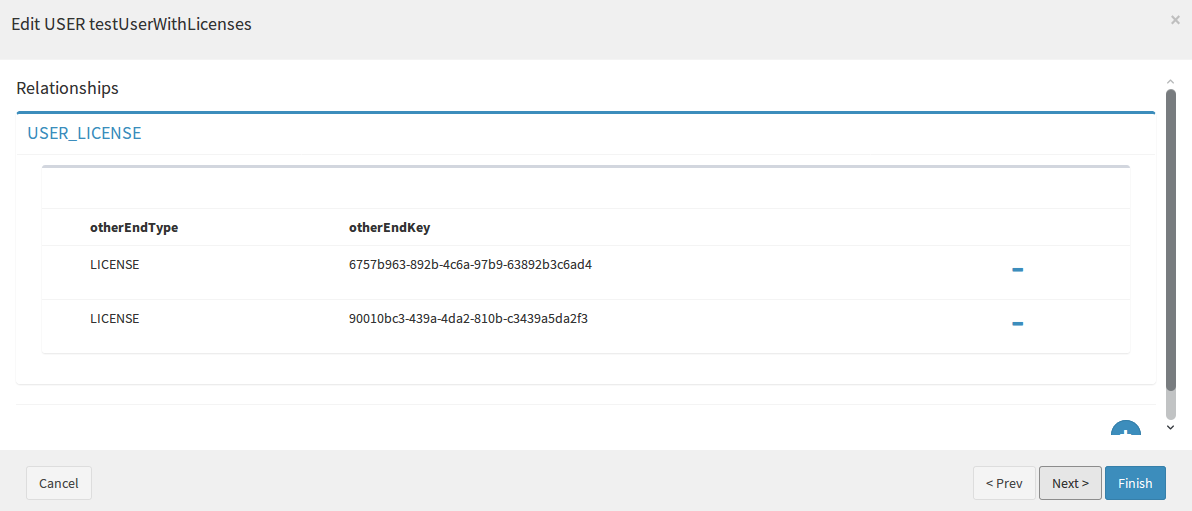 Edit USER testUserWithLicenses
×
Relationships
USER_LICENSE
otherEndType otherEndKey
LICENSE 6757b963-892b-4c6a-97b9-63892b3c6ad4
LICENSE 90010bc3-439a-4da2-810b-c3439a5da2f3
Cancel < Prev Next > Finish